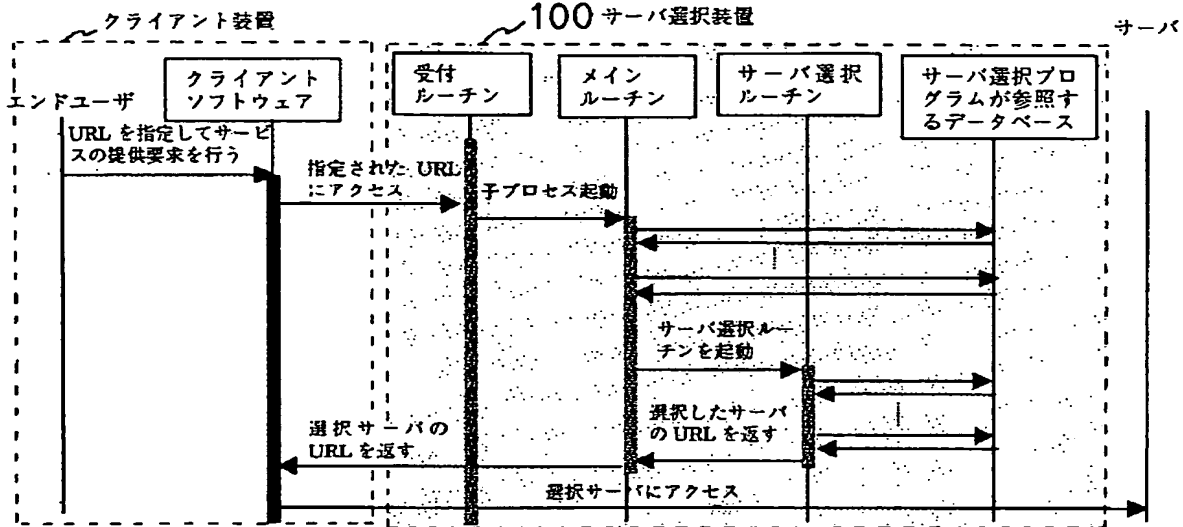 クライアント装置
100 サーバ選択装置
サーバ
エンドユーザ
クライアント
ソフトウェア
受付
ルーチン
メイン
ルーチン
サーバ選択
ルーチン
サーバ選択プロ
グラムが参照す
るデータベース
URL を指定してサービ
スの提供要求を行う
指定された URL
にアクセス
子プロセス起動
サーバ選択ルー
チンを起動
選択したサーバ
の URL を返す
選択サーバの
URL を返す
選択サーバにアクセス